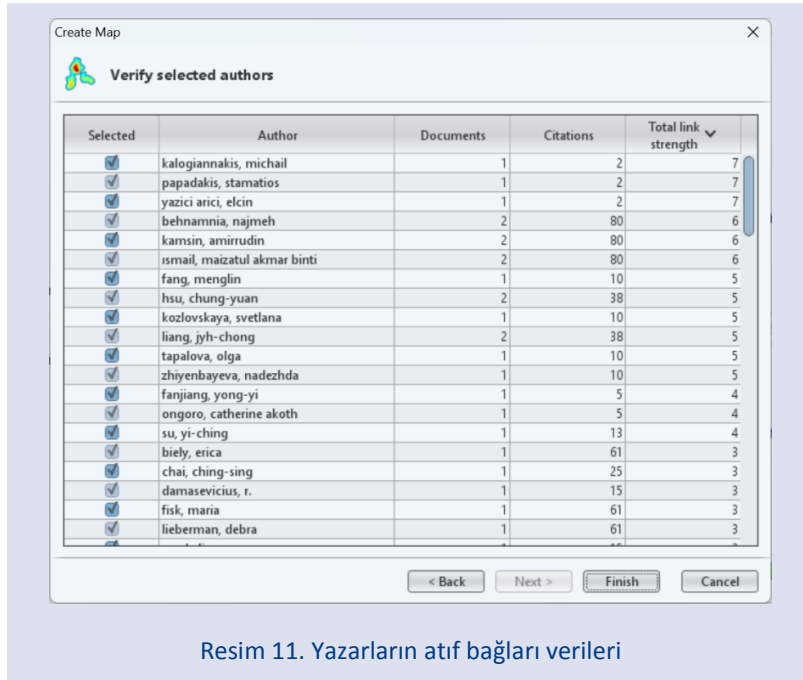 Create Map
Verify selected authors
Selected Author Documents Citations Total link strength
kalogiannakis, michail 1 2 7
papadakis, stamatios 1 2 7
yazici arici, elcin 1 2 7
behnamnia, najmeh 2 80 6
kamsin, amirrudin 2 80 6
ısmail, maizatul akmar binti 2 80 6
fang, menglin 1 10 5
hsu, chung-yuan 2 38 5
kozlovskaya, svetlana 1 10 5
liang, jyh-chong 2 38 5
tapalova, olga 1 10 5
zhiyenbayeva, nadezhda 1 10 5
fanjiang, yong-yi 1 5 4
ongoro, catherine akoth 1 5 4
su, yi-ching 1 13 4
biely, erica 1 61 3
chai, ching-sing 1 25 3
damasevicius, r. 1 15 3
fisk, maria 1 61 3
lieberman, debra 1 61 3
< Back Next > Finish Cancel
Resim 11. Yazarların atıf bağları verileri